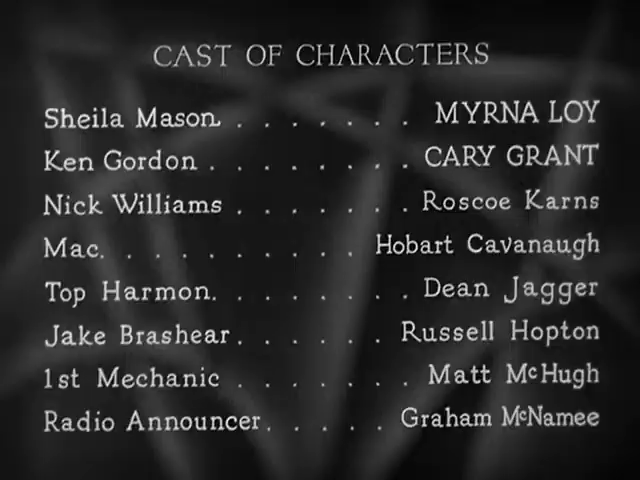 CAST OF CHARACTERS
Sheila Mason . . . . . . . MYRNA LOY
Ken Gordon . . . . . . . . CARY GRANT
Nick Williams . . . . . . . Roscoe Karns
Mac. . . . . . . . . . Hobart Cavanaugh
Top Harmon. . . . . . . . Dean Jagger
Jake Brashear . . . . . . Russell Hopton
1st Mechanic . . . . . . . Matt McHugh
Radio Announcer. . . . . Graham McNamee